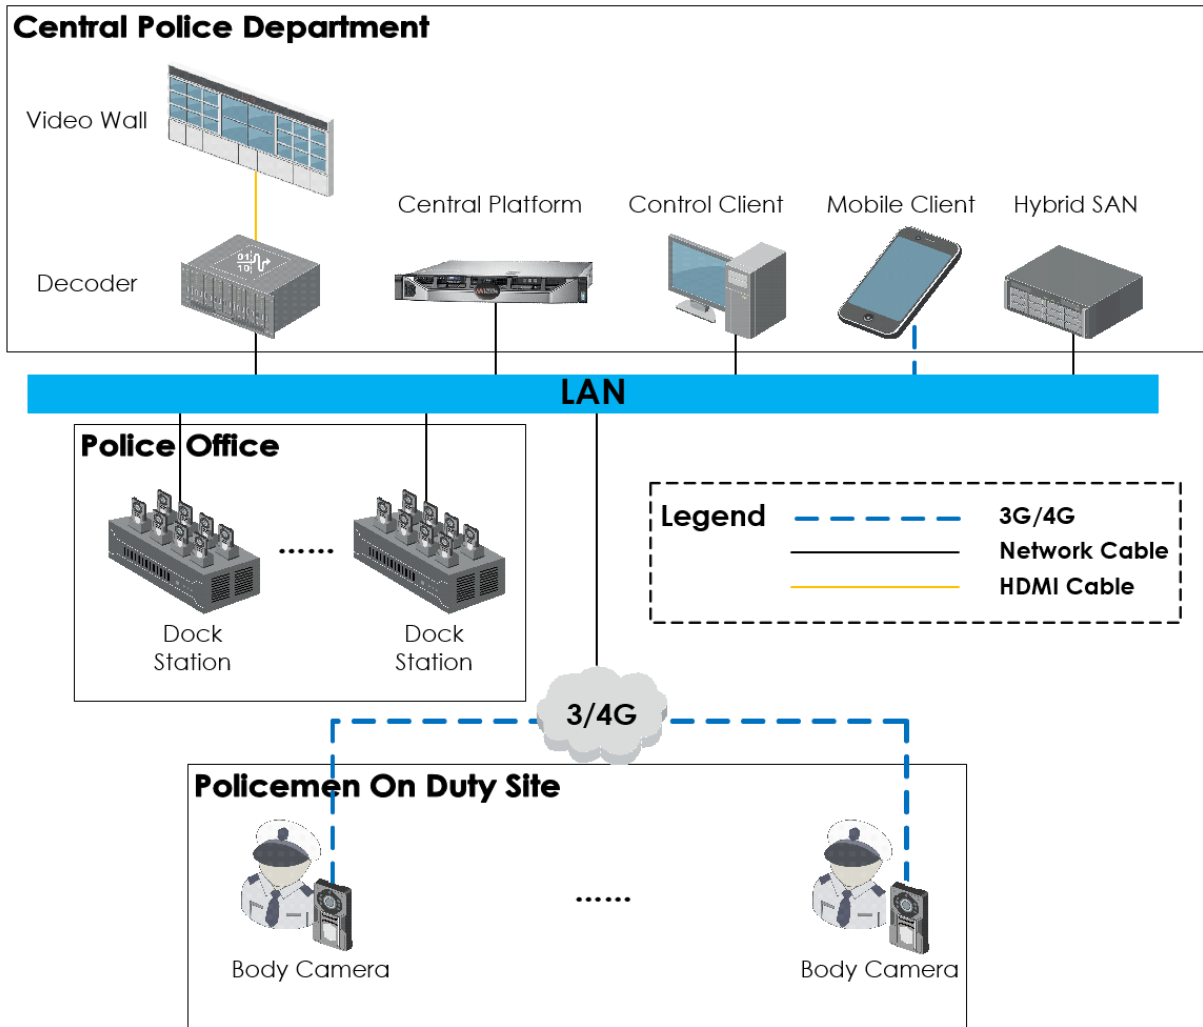 Central Police Department
Video Wall
Central Platform
Control Client
Mobile Client
Hybrid SAN
Decoder
01
10
LAN
Police Office
Legend
3G/4G
Network Cable
HDMI Cable
......
Dock
Station
Dock
Station
3/4G
Policemen On Duty Site
......
Body Camera
Body Camera